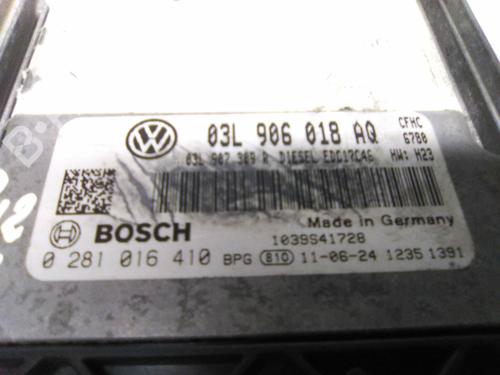 03L 906 018 AQ CFHC
6780
03L 907 309 R DIESEL EDC17C46 HW: H23
Made in Germany
BOSCH 1039S41728
0 281 016 410 BPG 810 11-06-24 1235 1391